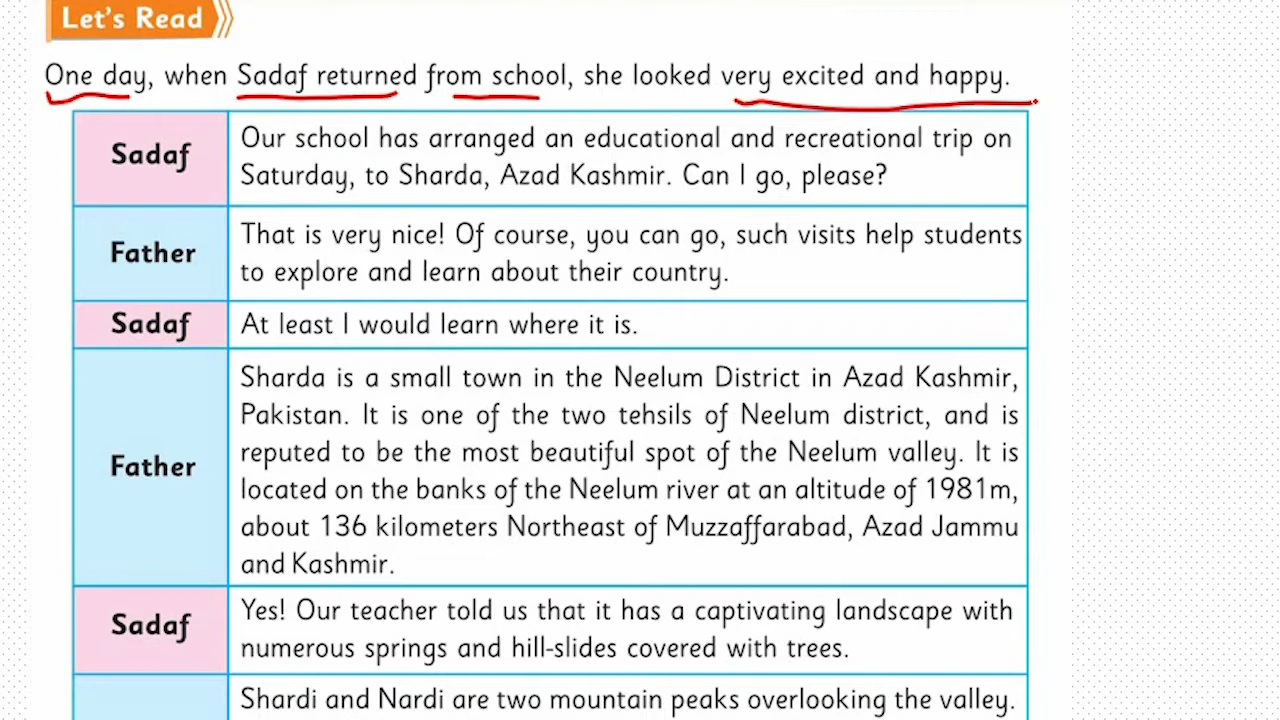 Let's Read
One day, when Sadaf returned from school, she looked very excited and happy.
Sadaf
Our school has arranged an educational and recreational trip on
Saturday, to Sharda, Azad Kashmir. Can I go, please?
Father
That is very nice! Of course, you can go, such visits help students
to explore and learn about their country.
Sadaf
At least I would learn where it is.
Father
Sharda is a small town in the Neelum District in Azad Kashmir,
Pakistan. It is one of the two tehsils of Neelum district, and is
reputed to be the most beautiful spot of the Neelum valley. It is
located on the banks of the Neelum river at an altitude of 1981m,
about 136 kilometers Northeast of Muzzaffarabad, Azad Jammu
and Kashmir.
Sadaf
Yes! Our teacher told us that it has a captivating landscape with
numerous springs and hill-slides covered with trees.
Shardi and Nardi are two mountain peaks overlooking the valley.